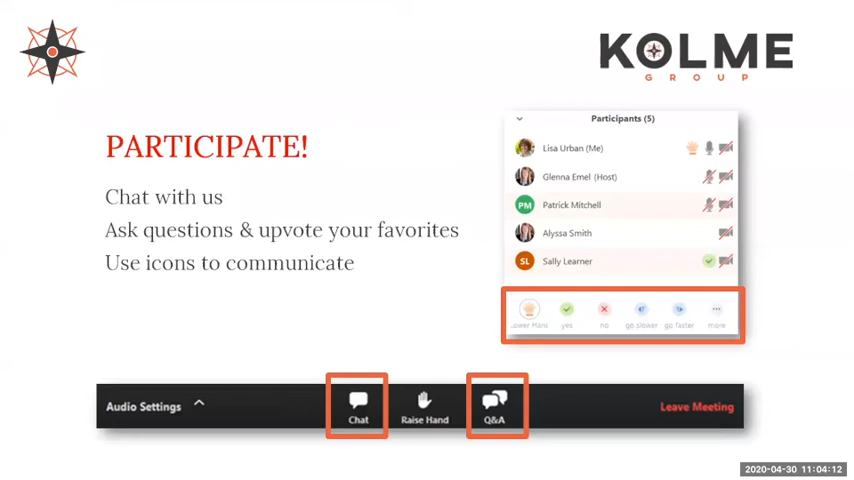 KOLME
GROUP
PARTICIPATE!
Chat with us
Ask questions & upvote your favorites
Use icons to communicate
Participants (5)
Lisa Urban (Me)
Glenna Emel (Host)
PM Patrick Mitchell
Alyssa Smith
SL Sally Learner
yes no go slower go faster more
Audio Settings Chat Raise Hand Q&A Leave Meeting
2020-04-30 11:04:12